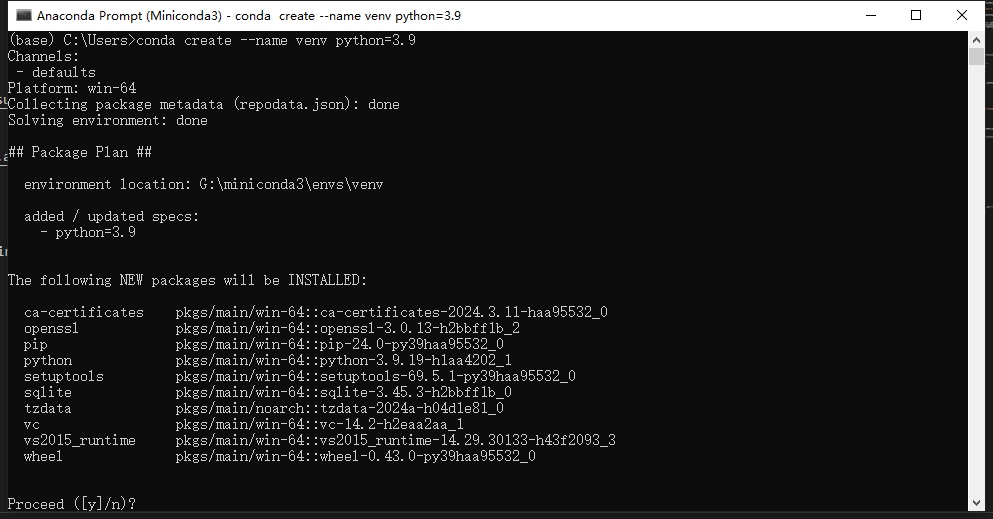 Anaconda Prompt (Miniconda3) - conda  create --name venv python=3.9
(base) C:\Users>conda create --name venv python=3.9
Channels:
 - defaults
Platform: win-64
Collecting package metadata (repodata.json): done
Solving environment: done
## Package Plan ##
  environment location: G:\miniconda3\envs\venv
  added / updated specs:
    - python=3.9
The following NEW packages will be INSTALLED:
  ca-certificates    pkgs/main/win-64::ca-certificates-2024.3.11-haa95532_0
  openssl            pkgs/main/win-64::openssl-3.0.13-h2bbff1b_2
  pip                pkgs/main/win-64::pip-24.0-py39haa95532_0
  python             pkgs/main/win-64::python-3.9.19-h1aa4202_1
  setuptools         pkgs/main/win-64::setuptools-69.5.1-py39haa95532_0
  sqlite             pkgs/main/win-64::sqlite-3.45.3-h2bbff1b_0
  tzdata             pkgs/main/noarch::tzdata-2024a-h04d1e81_0
  vc                 pkgs/main/win-64::vc-14.2-h2eaa2aa_1
  vs2015_runtime     pkgs/main/win-64::vs2015_runtime-14.29.30133-h43f2093_3
  wheel              pkgs/main/win-64::wheel-0.43.0-py39haa95532_0
Proceed ([y]/n)?